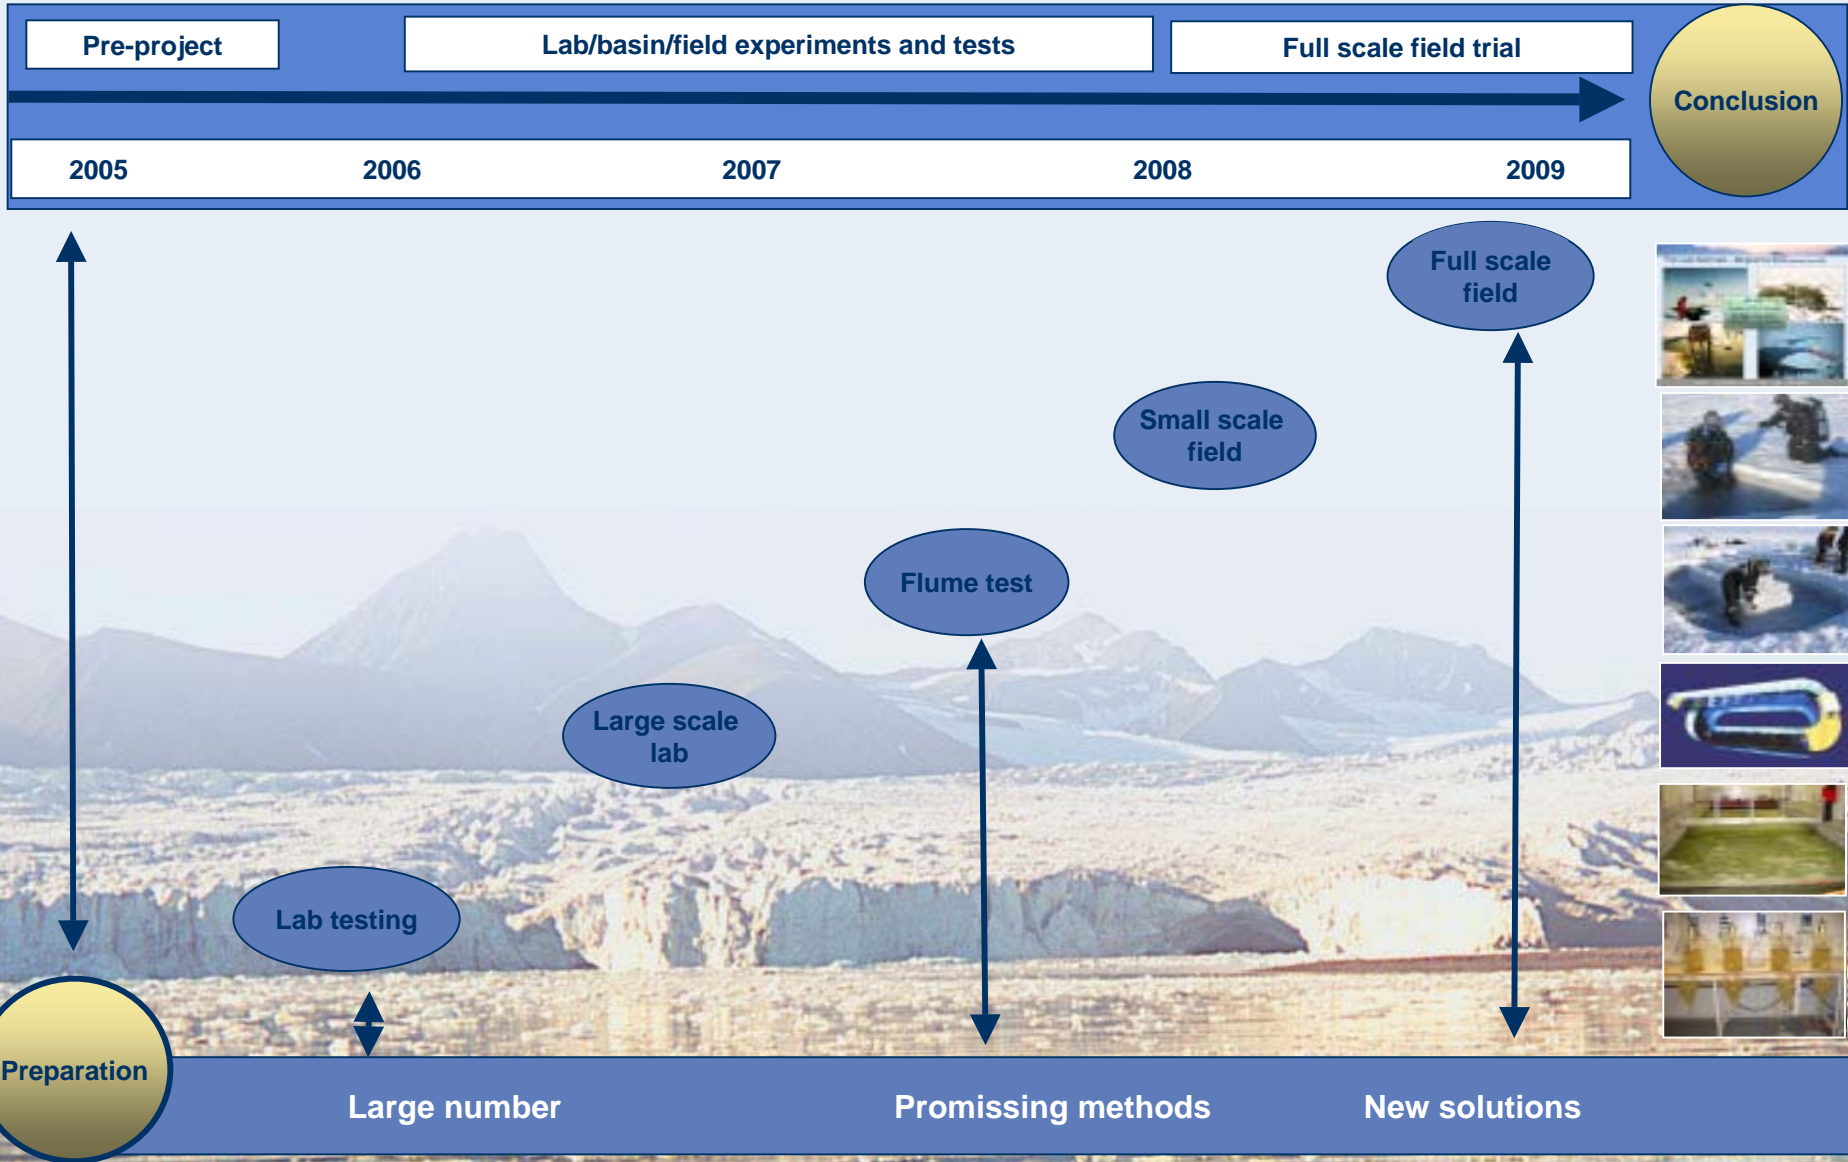 Pre-project
Lab/basin/field experiments and tests
Full scale field trial
Conclusion
2005
2006
2007
2008
2009
Full scale
field
Small scale
field
Flume test
Large scale
lab
Lab testing
Preparation
Large number
Promissing methods
New solutions